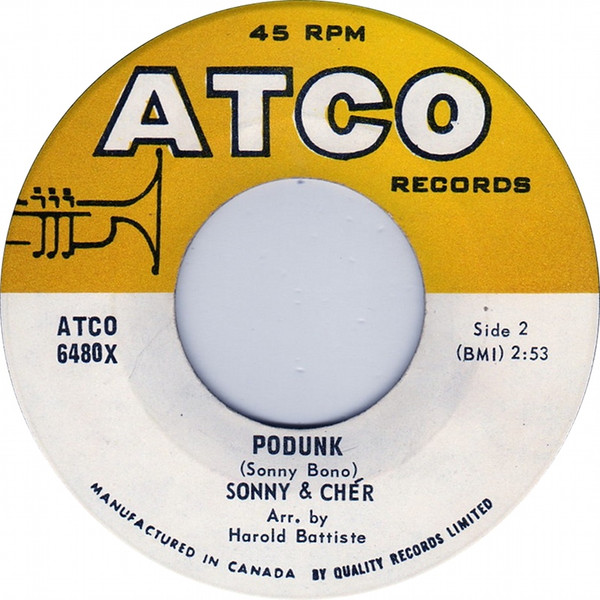 45 RPM
ATCO
RECORDS
ATCO
6480X
Side 2
(BMI) 2:53
PODUNK
(Sonny Bono)
SONNY & CHÉR
Arr. by
Harold Battiste
MANUFACTURED IN CANADA BY QUALITY RECORDS LIMITED